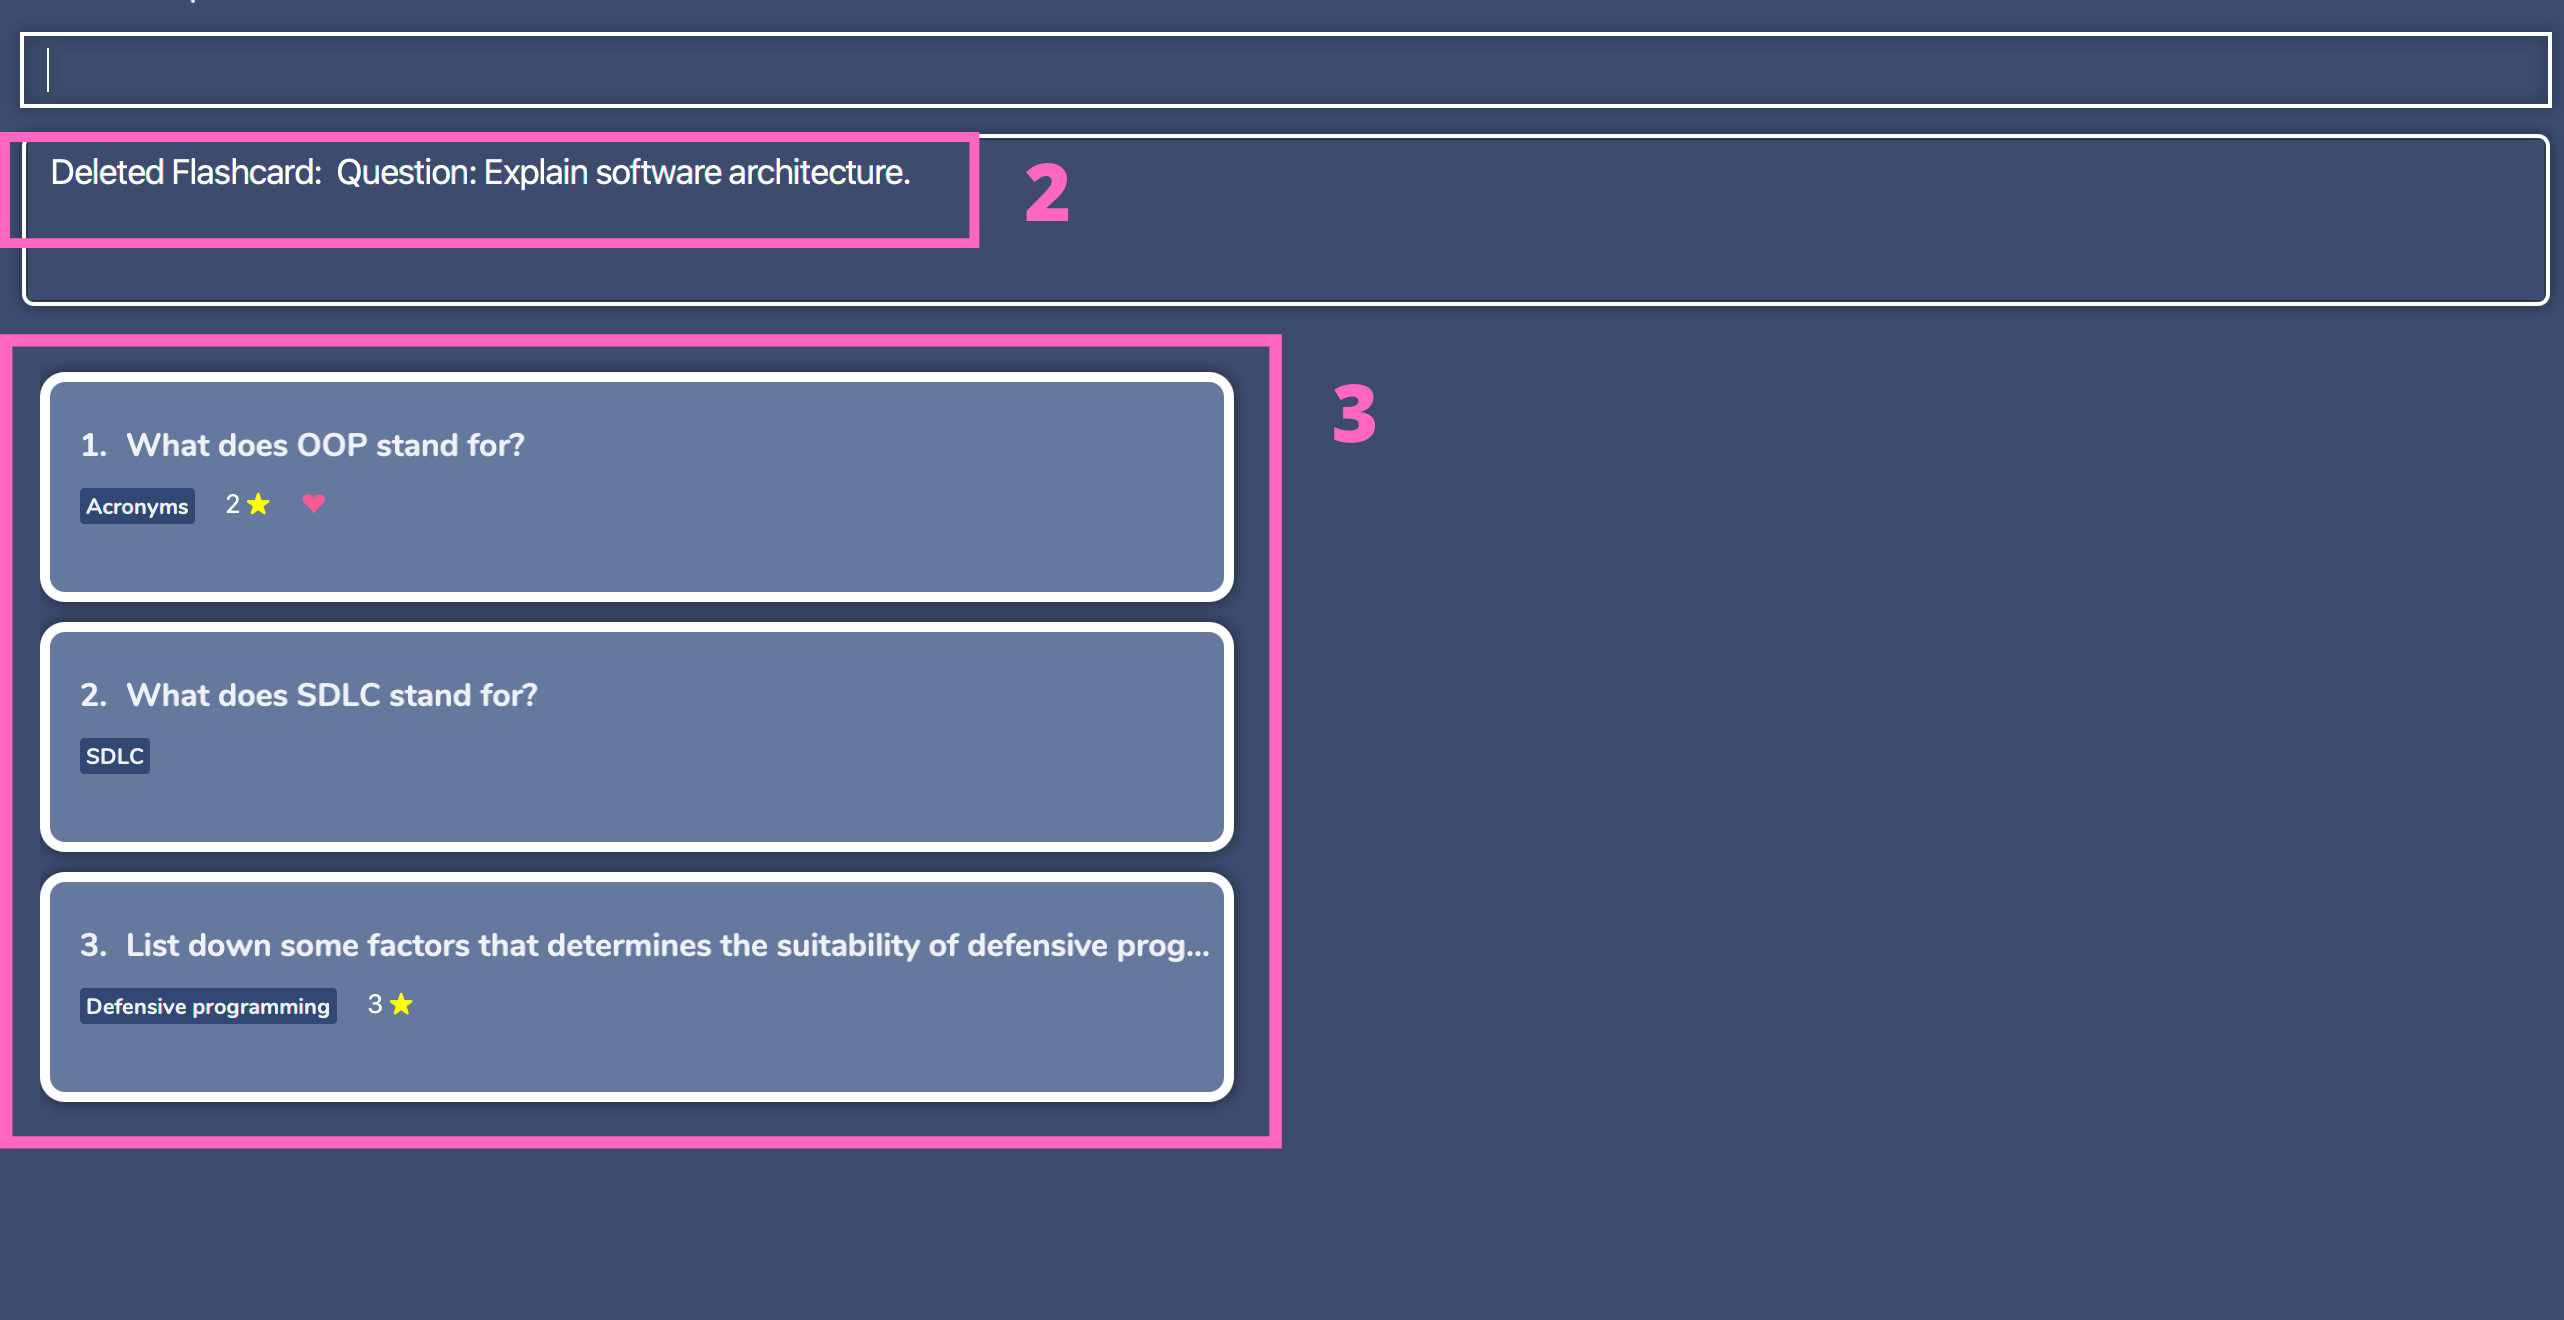 Deleted Flashcard: Question: Explain software architecture.
2
3
1. What does OOP stand for?
Acronyms 2
2. What does SDLC stand for?
SDLC
3. List down some factors that determines the suitability of defensive prog...
Defensive programming 3